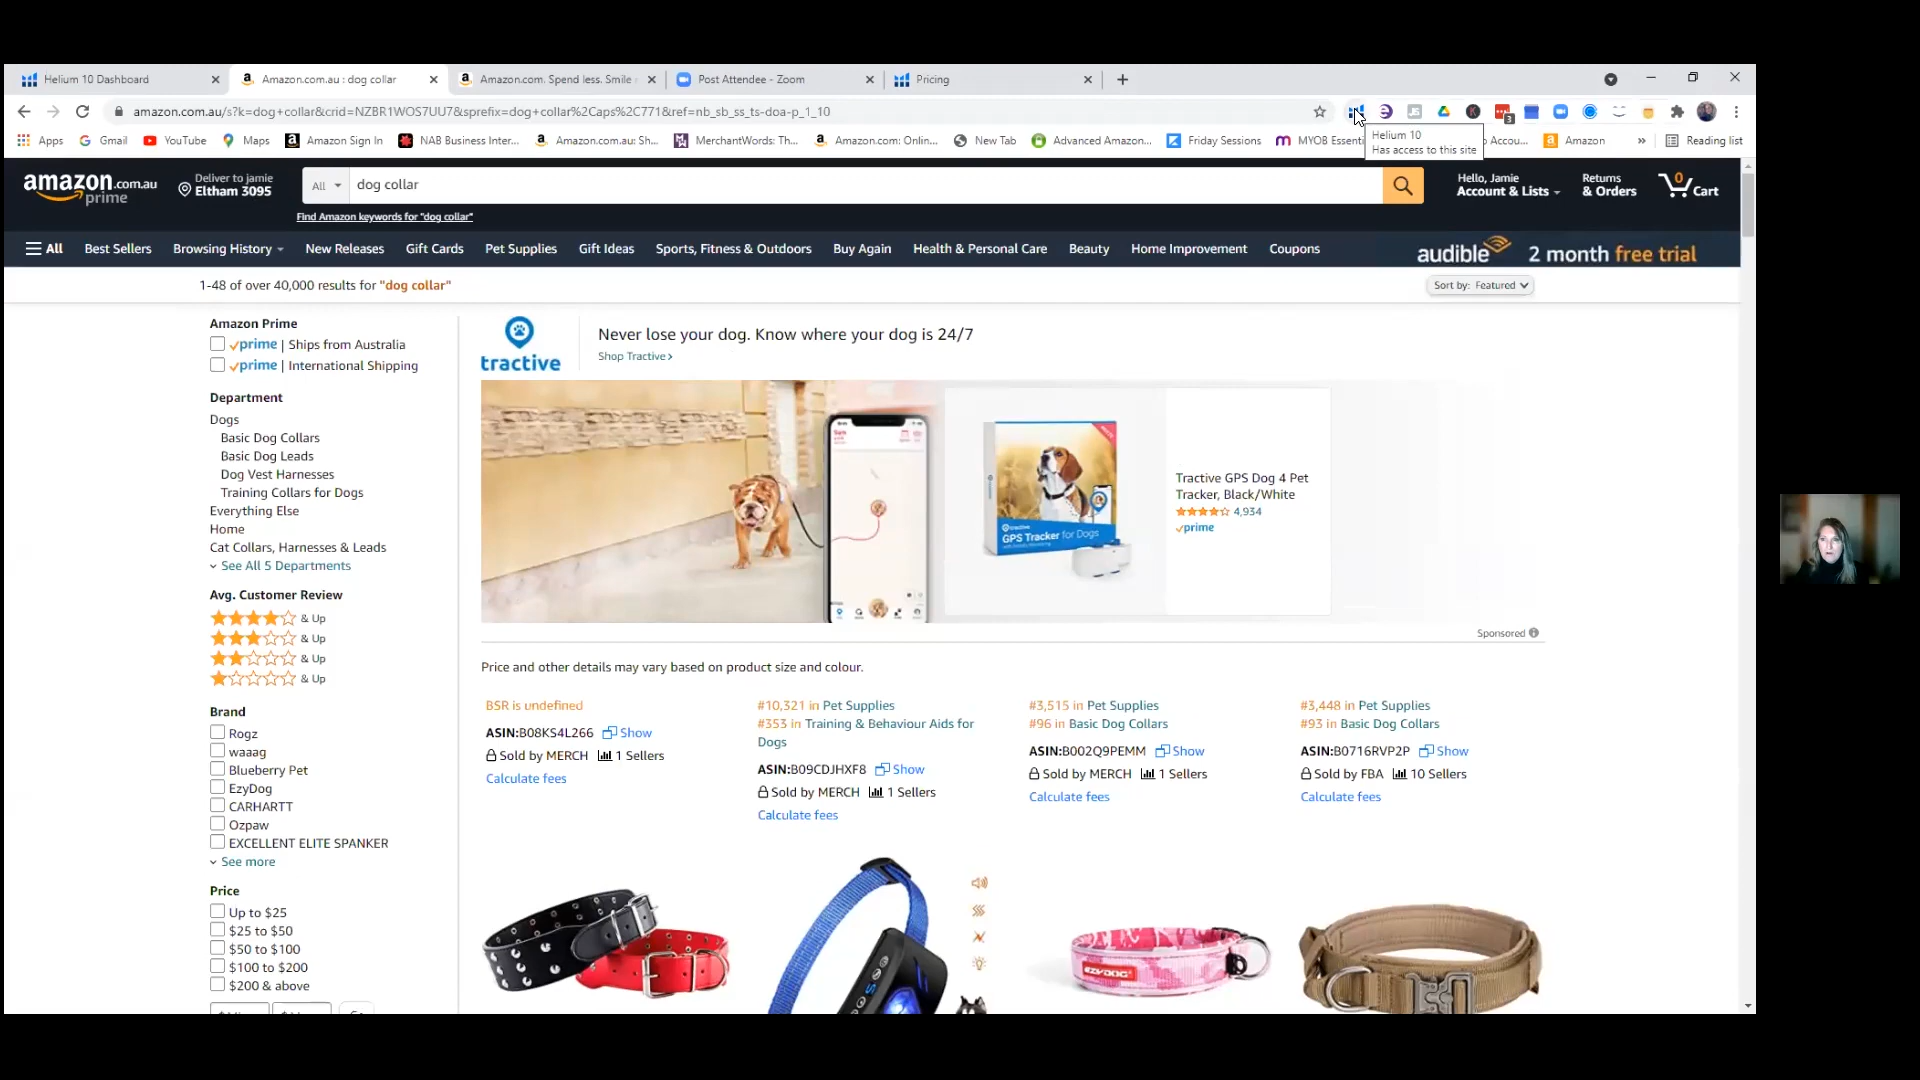 Helium 10 Dashboard
Amazon.com.au : dog collar
Amazon.com. Spend less. Smile
Post Attendee - Zoom
Pricing
amazon.com.au/s?k=dog+collar&crid=NZBR1WOS7UU7&sprefix=dog+collar%2Caps%2C771&ref=nb_sb_ss_ts-doa-p_1_10
Apps
Gmail
YouTube
Maps
Amazon Sign In
NAB Business Inter...
Amazon.com.au: Sh...
MerchantWords: Th...
Amazon.com: Onlin...
New Tab
Advanced Amazon...
Friday Sessions
MYOB Essenti
Accou...
Amazon
»
Reading list
Helium 10
Has access to this site
amazon.com.au
prime
Deliver to jamie
Eltham 3095
All
dog collar
Find Amazon keywords for "dog collar"
Hello, Jamie
Account & Lists
Returns
& Orders
0
Cart
All
Best Sellers
Browsing History
New Releases
Gift Cards
Pet Supplies
Gift Ideas
Sports, Fitness & Outdoors
Buy Again
Health & Personal Care
Beauty
Home Improvement
Coupons
audible
2 month free trial
1-48 of over 40,000 results for "dog collar"
Sort by: Featured
Amazon Prime
prime | Ships from Australia
prime | International Shipping
Department
Dogs
Basic Dog Collars
Basic Dog Leads
Dog Vest Harnesses
Training Collars for Dogs
Everything Else
Home
Cat Collars, Harnesses & Leads
See All 5 Departments
Avg. Customer Review
& Up
& Up
& Up
& Up
Brand
Rogz
waaag
Blueberry Pet
EzyDog
CARHARTT
Ozpaw
EXCELLENT ELITE SPANKER
See more
Price
Up to $25
$25 to $50
$50 to $100
$100 to $200
$200 & above
tractive
Never lose your dog. Know where your dog is 24/7
Shop Tractive ›
tractive
GPS Tracker for Dogs
Tractive GPS Dog 4 Pet
Tracker, Black/White
4,934
prime
Sponsored
Price and other details may vary based on product size and colour.
BSR is undefined
ASIN:B08KS4L266 Show
Sold by MERCH 1 Sellers
Calculate fees
#10,321 in Pet Supplies
#353 in Training & Behaviour Aids for
Dogs
ASIN:B09CDJHXF8 Show
Sold by MERCH 1 Sellers
Calculate fees
#3,515 in Pet Supplies
#96 in Basic Dog Collars
ASIN:B002Q9PEMM Show
Sold by MERCH 1 Sellers
Calculate fees
#3,448 in Pet Supplies
#93 in Basic Dog Collars
ASIN:B0716RVP2P Show
Sold by FBA 10 Sellers
Calculate fees
EZYDOG